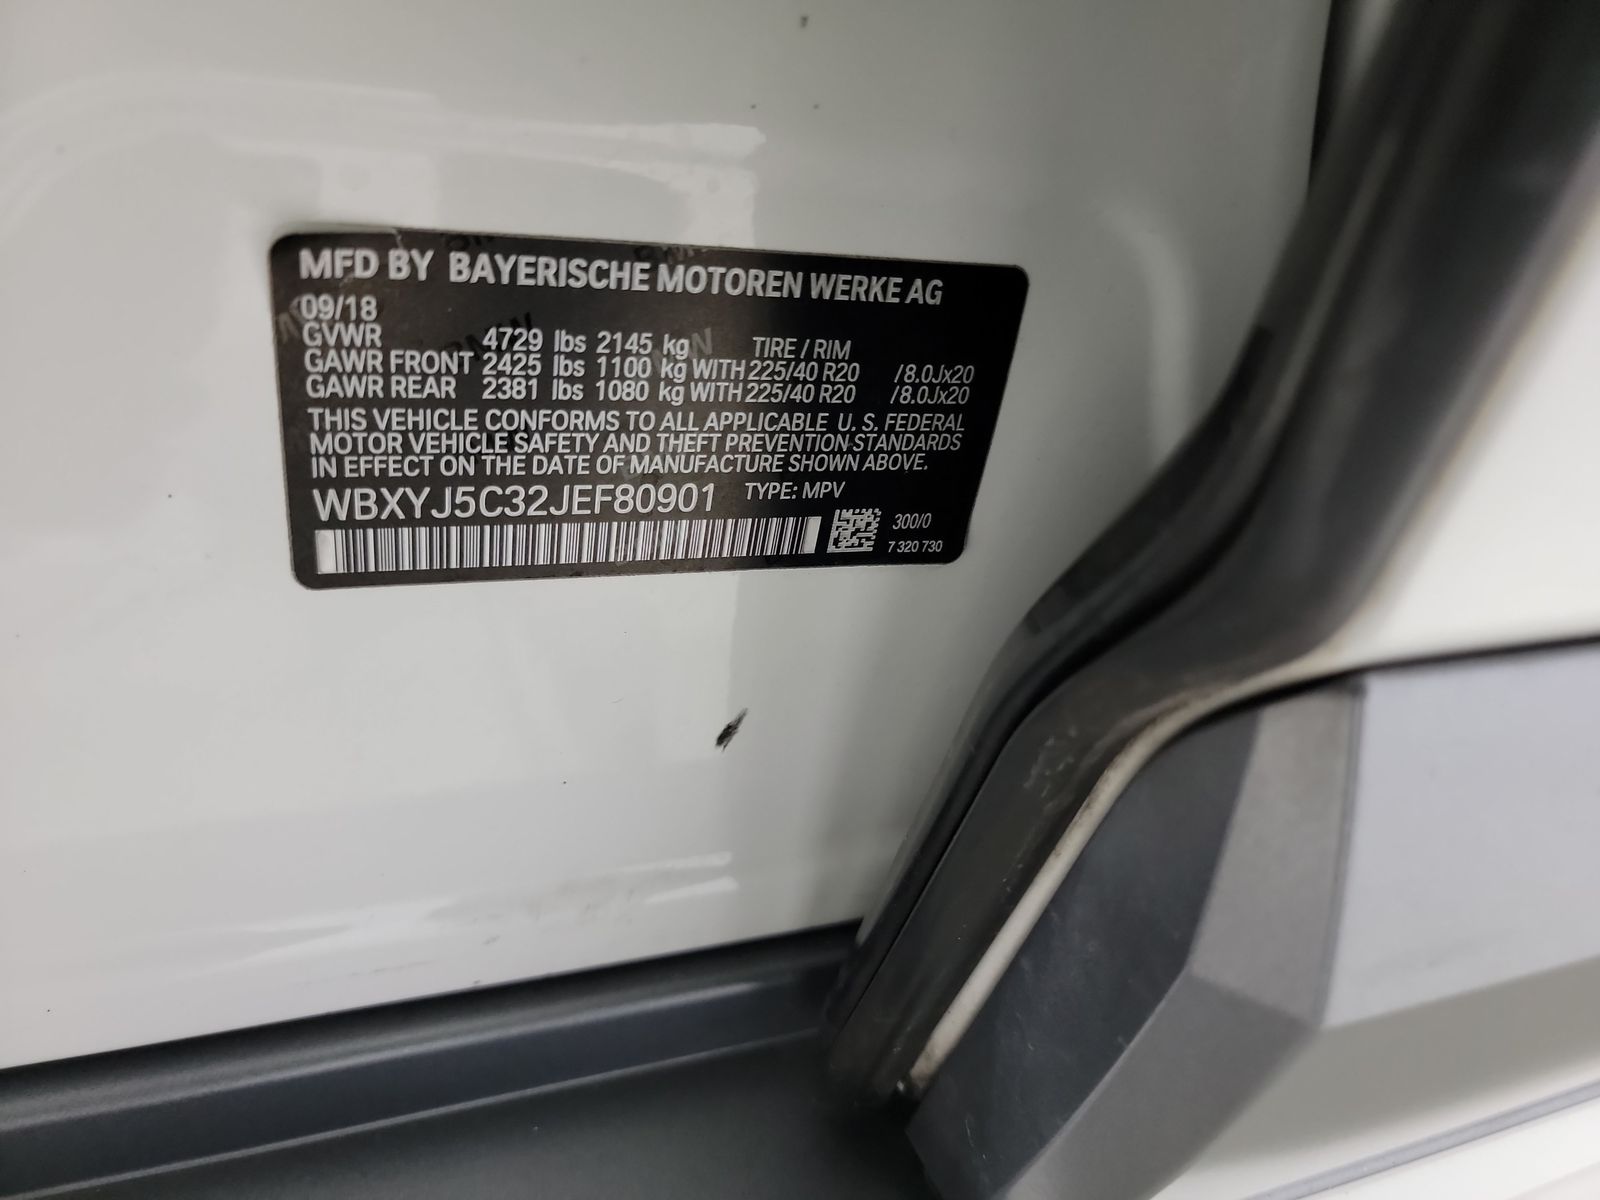 MFD BY BAYERISCHE MOTOREN WERKE AG
09/18
GVWR 4729 lbs 2145 kg TIRE / RIM
GAWR FRONT 2425 lbs 1100 kg WITH 225/40 R20 /8.0Jx20
GAWR REAR 2381 lbs 1080 kg WITH 225/40 R20 /8.0Jx20
THIS VEHICLE CONFORMS TO ALL APPLICABLE U. S. FEDERAL
MOTOR VEHICLE SAFETY AND THEFT PREVENTION STANDARDS
IN EFFECT ON THE DATE OF MANUFACTURE SHOWN ABOVE.
WBXYJ5C32JEF80901 TYPE: MPV
300/0
7 320 730